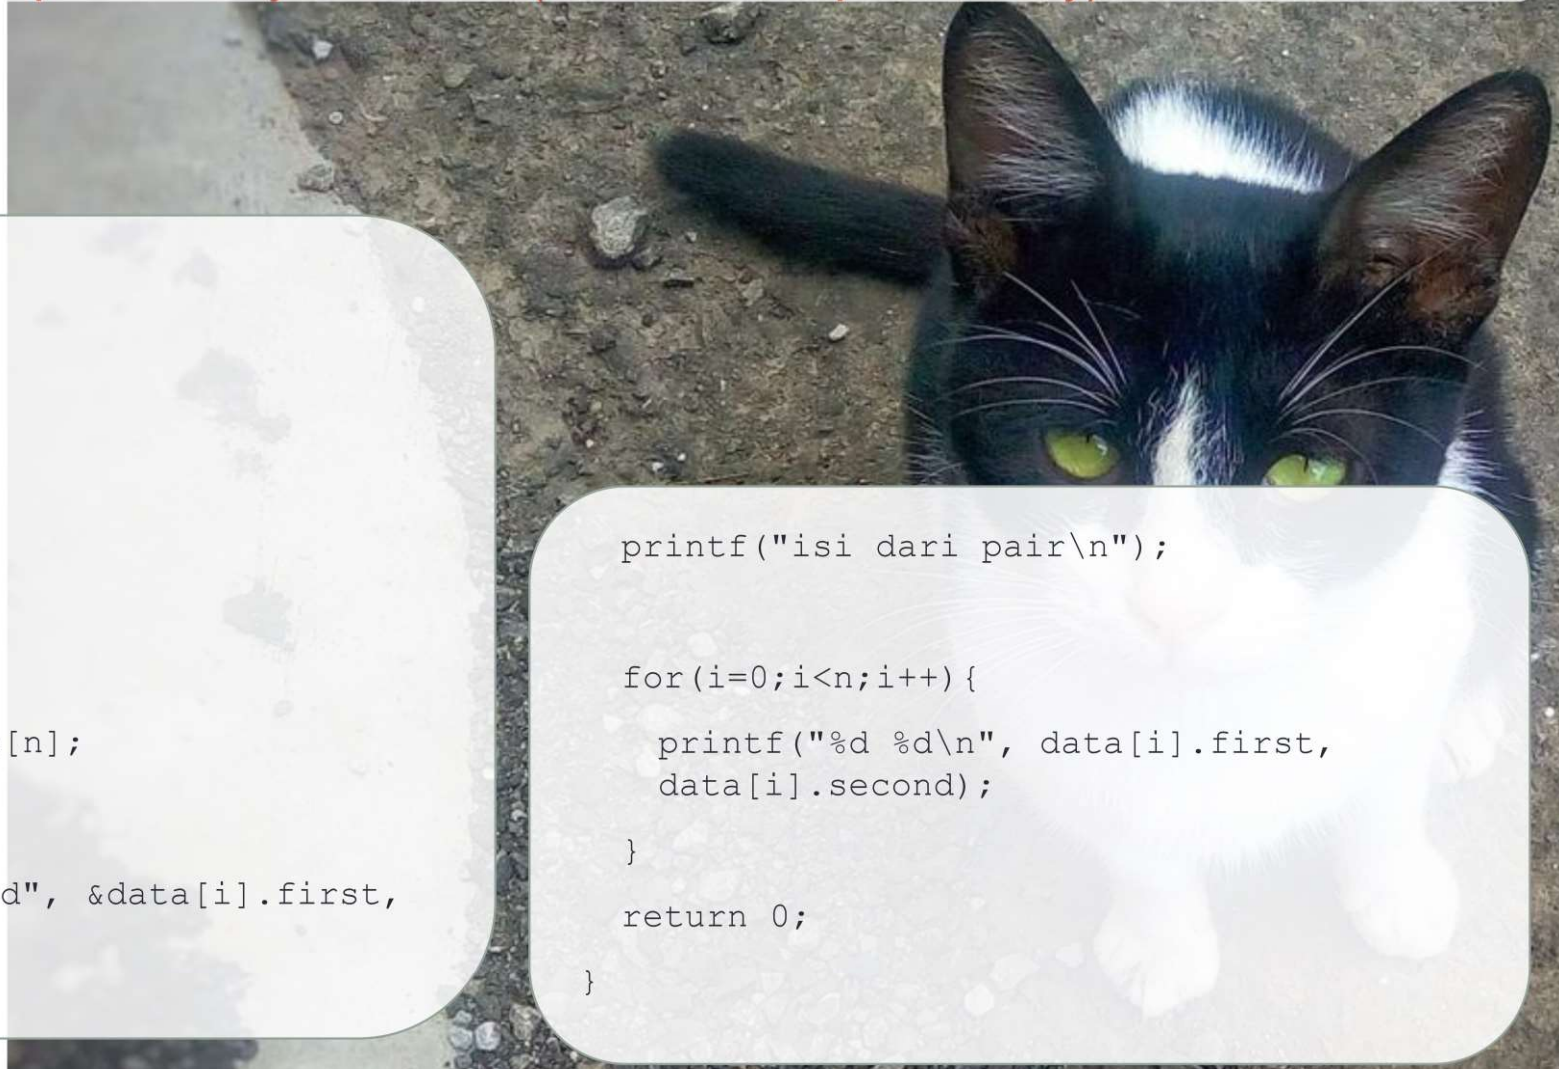 [n];
d", &data[i].first,
printf("isi dari pair\n");
for(i=0;i<n;i++){
printf("%d %d\n", data[i].first,
data[i].second);
}
return 0;
}